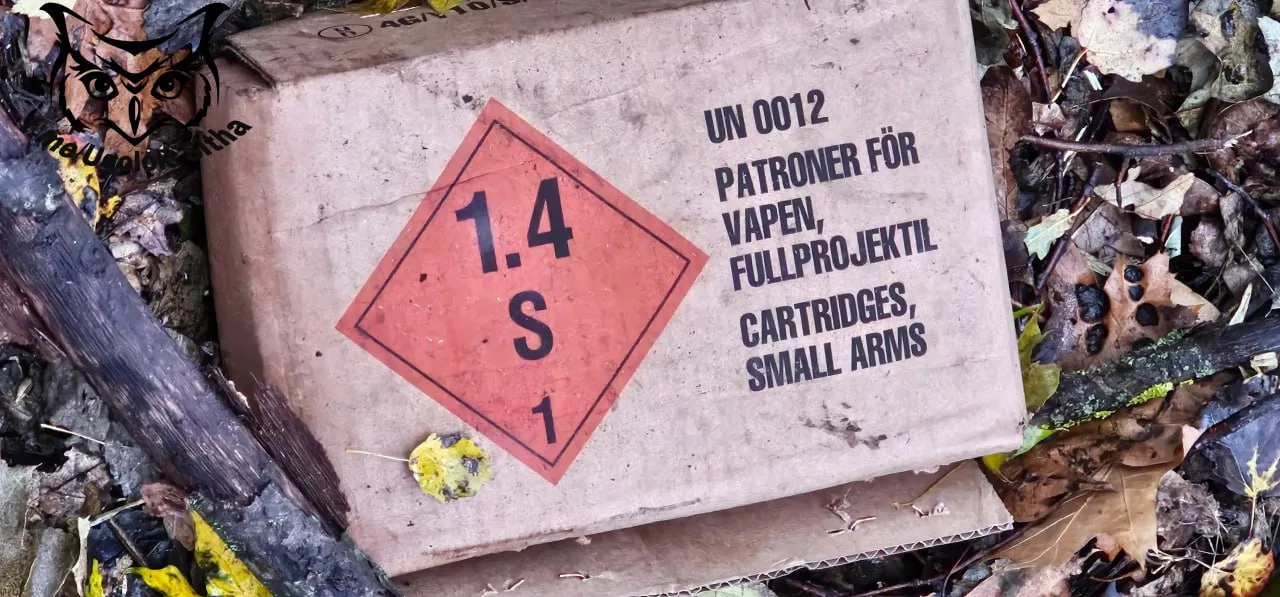 1.4
S
1
UN 0012
PATRONER FÖR
VAPEN,
FULLPROJEKTIL
CARTRIDGES,
SMALL ARMS